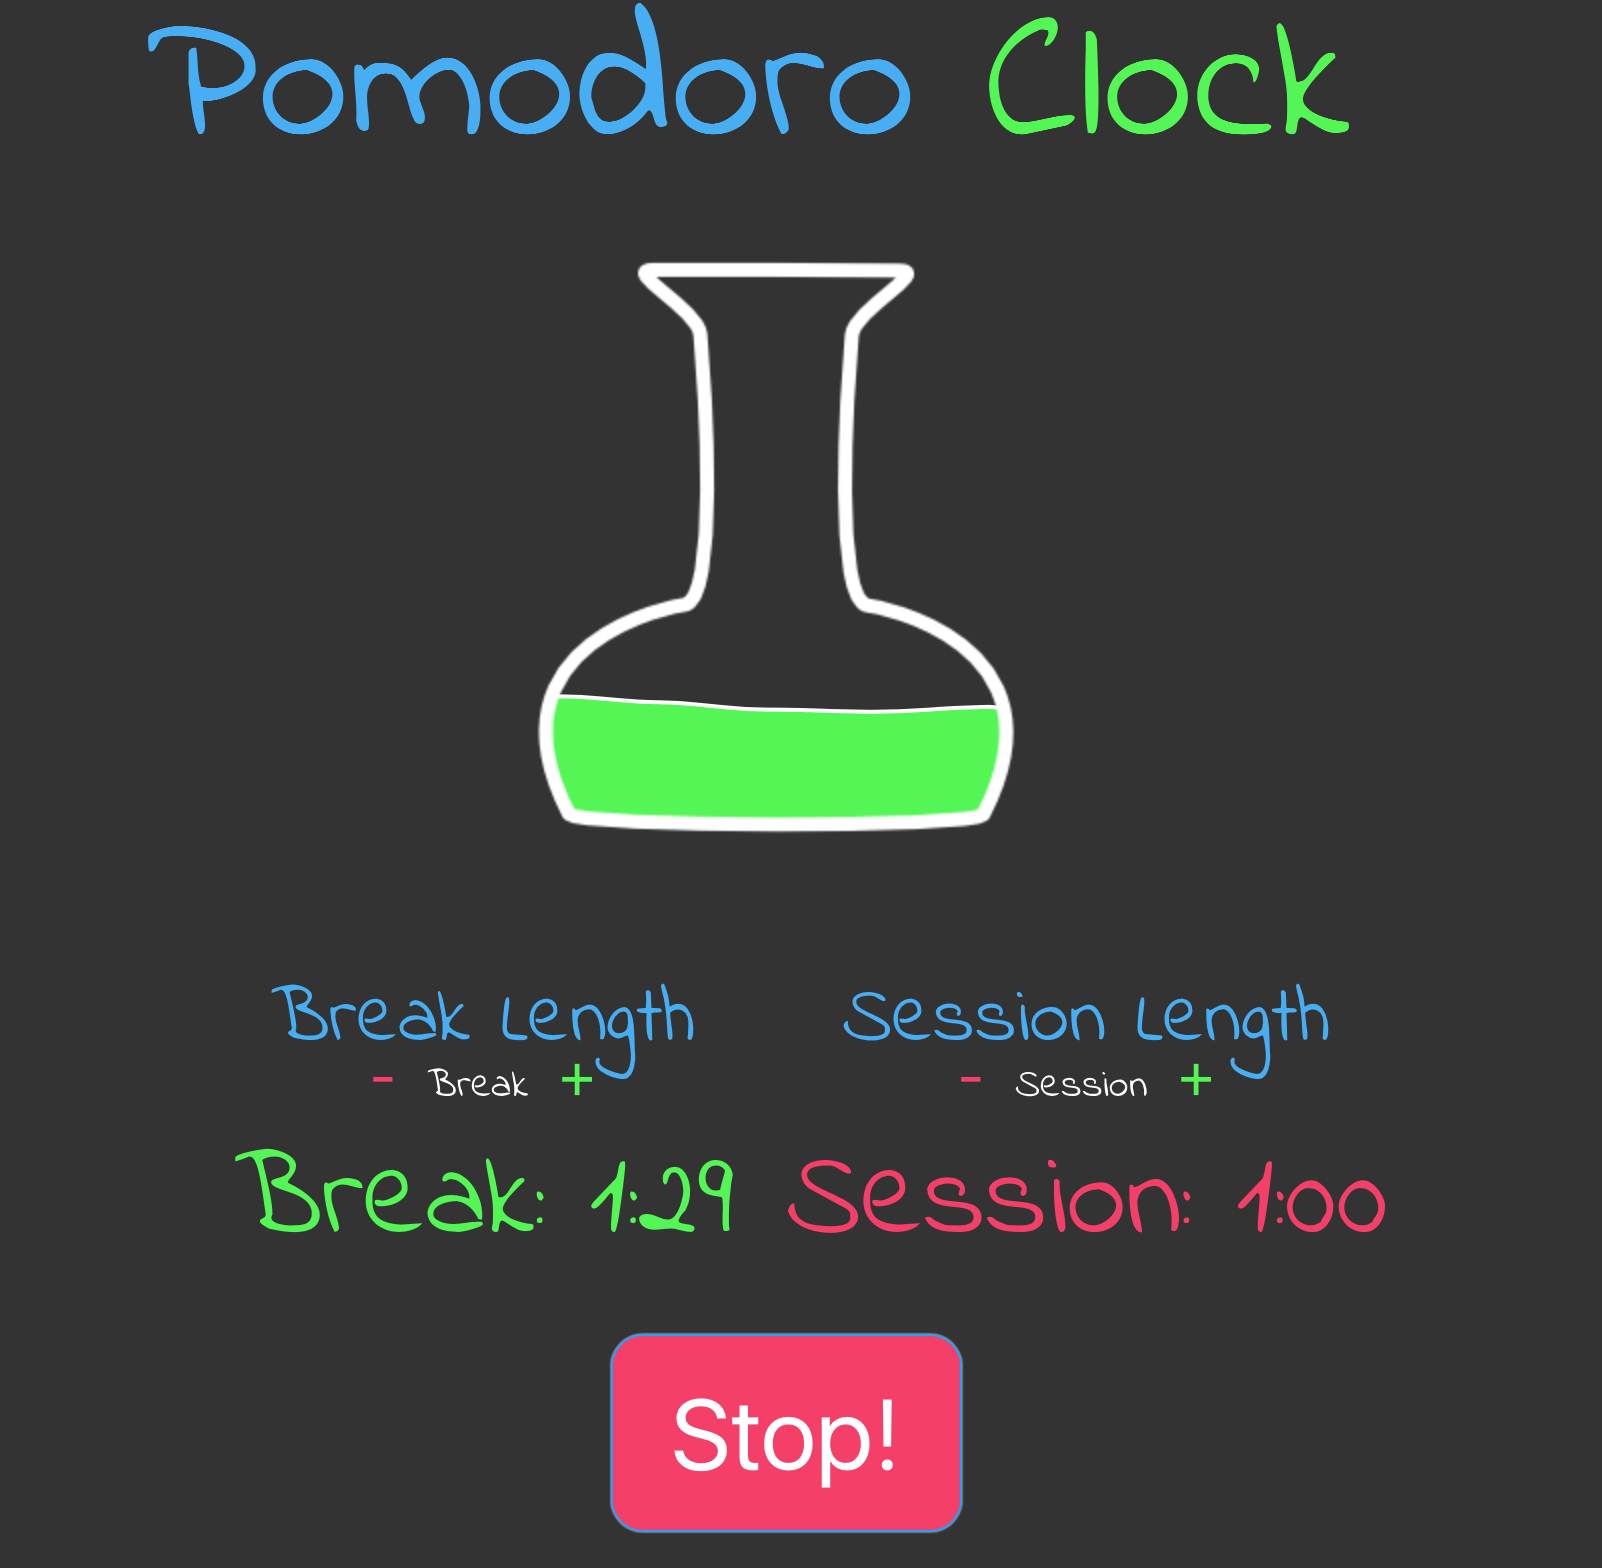 Pomodoro Clock
Break Length Session Length
- Break + - Session +
Break: 1:29 Session: 1:00
Stop!